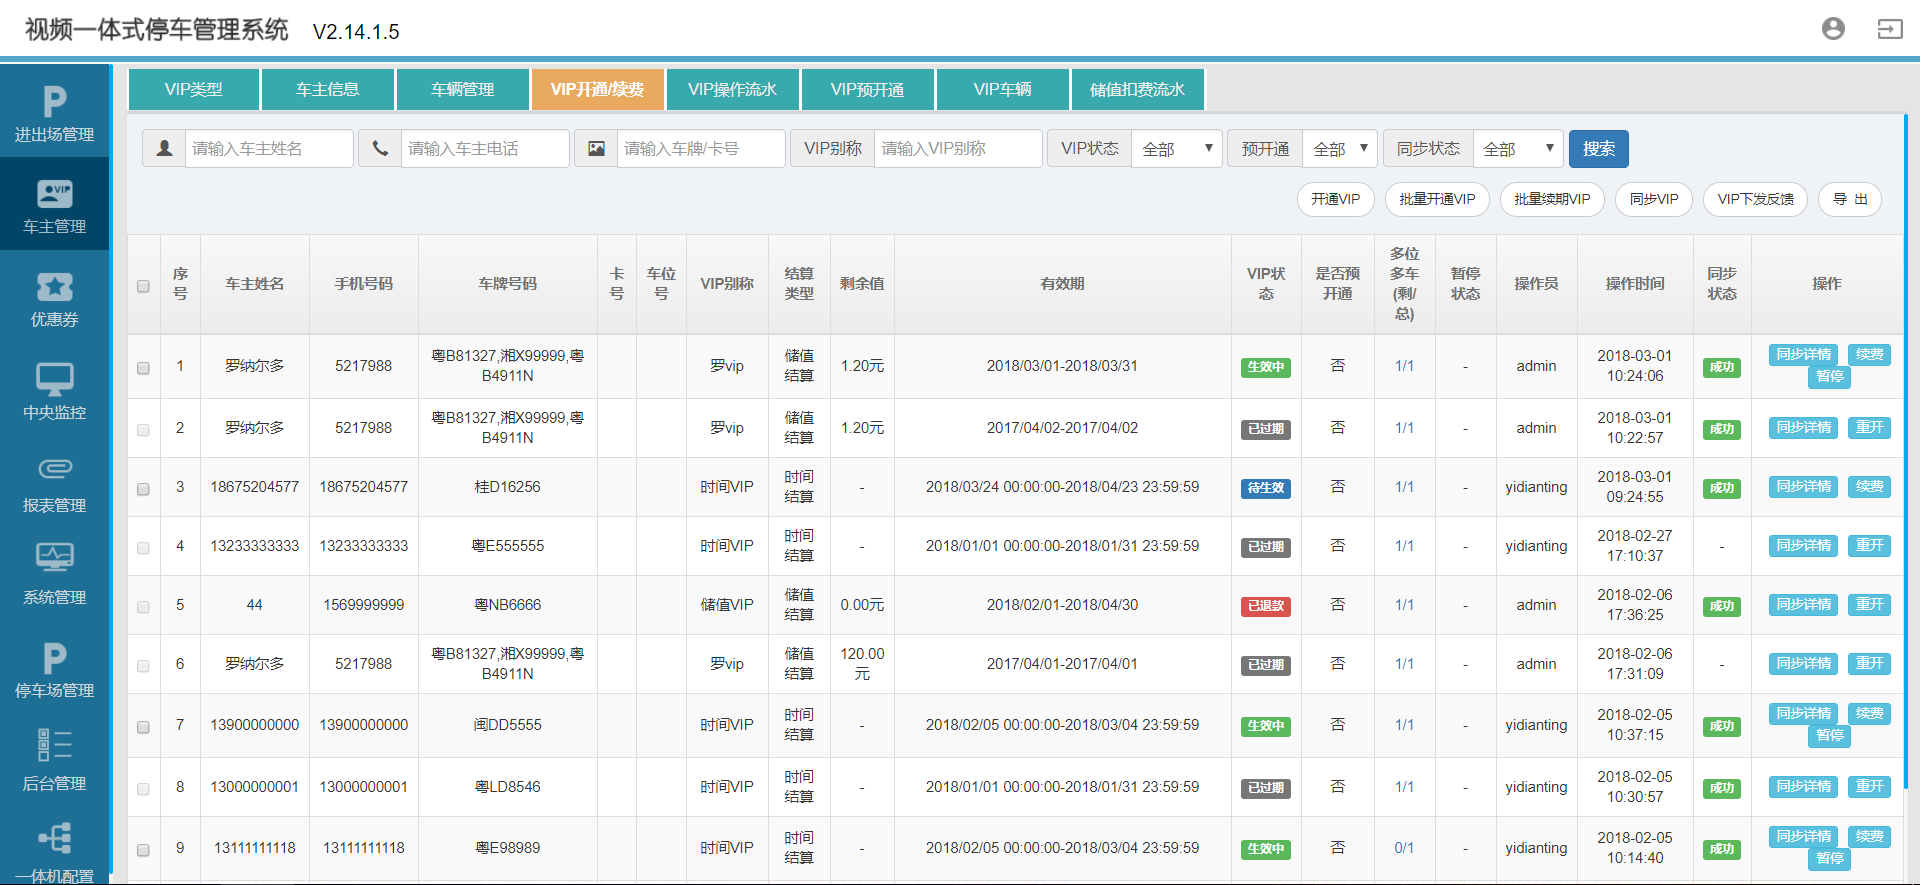 视频一体式停车管理系统 V2.14.1.5
进出场管理
车主管理
优惠券
中央监控
报表管理
系统管理
停车场管理
后台管理
一体机配置
VIP类型 车主信息 车辆管理 VIP开通/续费 VIP操作流水 VIP预开通 VIP车辆 储值扣费流水
请输入车主姓名 请输入车主电话 请输入车牌/卡号 VIP别称 请输入VIP别称 VIP状态 全部 预开通 全部 同步状态 全部 搜索
开通VIP 批量开通VIP 批量续期VIP 同步VIP VIP下发反馈 导 出
序号 车主姓名 手机号码 车牌号码 卡号 车位号 VIP别称 结算类型 剩余值 有效期 VIP状态 是否预开通 多位多车(剩/总) 暂停状态 操作员 操作时间 同步状态 操作
1 罗纳尔多 5217988 粤B81327,湘X99999,粤B4911N 罗vip 储值结算 1.20元 2018/03/01-2018/03/31 生效中 否 1/1 - admin 2018-03-01 10:24:06 成功 同步详情 续费 暂停
2 罗纳尔多 5217988 粤B81327,湘X99999,粤B4911N 罗vip 储值结算 1.20元 2017/04/02-2017/04/02 已过期 否 1/1 - admin 2018-03-01 10:22:57 成功 同步详情 重开
3 18675204577 18675204577 桂D16256 时间VIP 时间结算 - 2018/03/24 00:00:00-2018/04/23 23:59:59 待生效 否 1/1 - yidianting 2018-03-01 09:24:55 成功 同步详情 续费
4 13233333333 13233333333 粤E555555 时间VIP 时间结算 - 2018/01/01 00:00:00-2018/01/31 23:59:59 已过期 否 1/1 - yidianting 2018-02-27 17:10:37 - 同步详情 重开
5 44 1569999999 粤NB6666 储值VIP 储值结算 0.00元 2018/02/01-2018/04/30 已退款 否 1/1 - admin 2018-02-06 17:36:25 成功 同步详情 重开
6 罗纳尔多 5217988 粤B81327,湘X99999,粤B4911N 罗vip 储值结算 120.00元 2017/04/01-2017/04/01 已过期 否 1/1 - admin 2018-02-06 17:31:09 - 同步详情 重开
7 13900000000 13900000000 闽DD5555 时间VIP 时间结算 - 2018/02/05 00:00:00-2018/03/04 23:59:59 生效中 否 1/1 - yidianting 2018-02-05 10:37:15 成功 同步详情 续费 暂停
8 13000000001 13000000001 粤LD8546 时间VIP 时间结算 - 2018/01/01 00:00:00-2018/01/31 23:59:59 已过期 否 1/1 - yidianting 2018-02-05 10:30:57 成功 同步详情 重开
9 13111111118 13111111118 粤E98989 时间VIP 时间结算 - 2018/02/05 00:00:00-2018/03/04 23:59:59 生效中 否 0/1 - yidianting 2018-02-05 10:14:40 成功 同步详情 续费 暂停